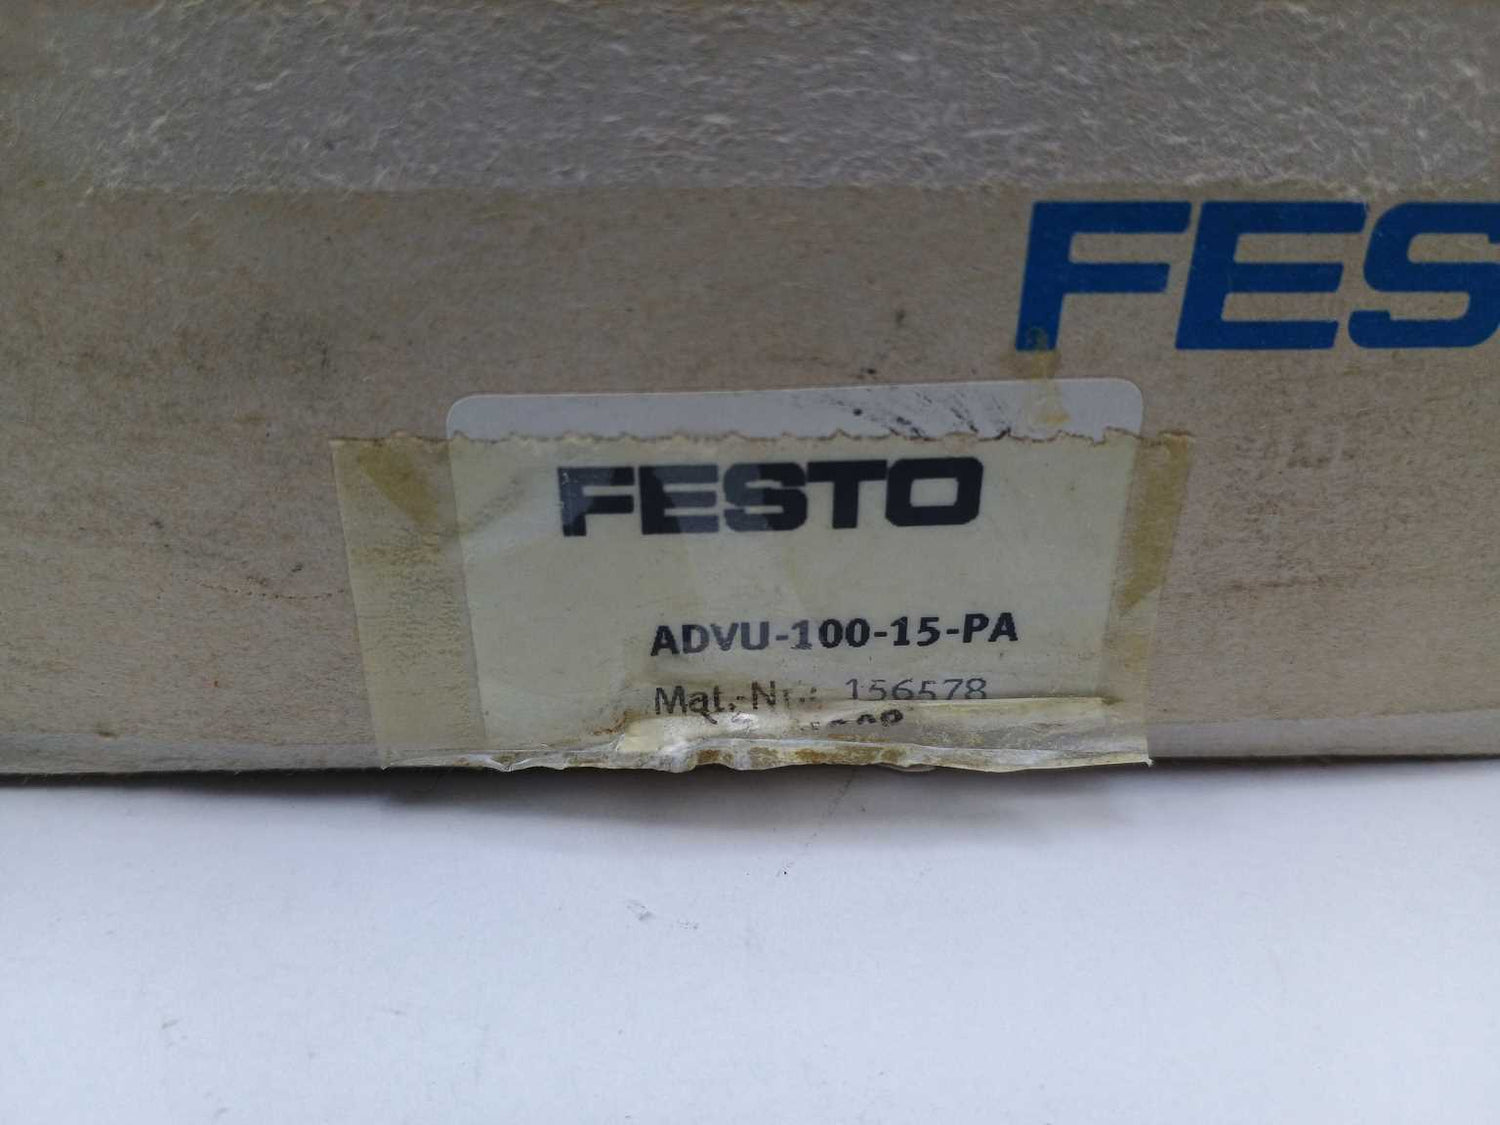 FES
FESTO
ADVU-100-15-PA
Mat.-Nr.: 156578